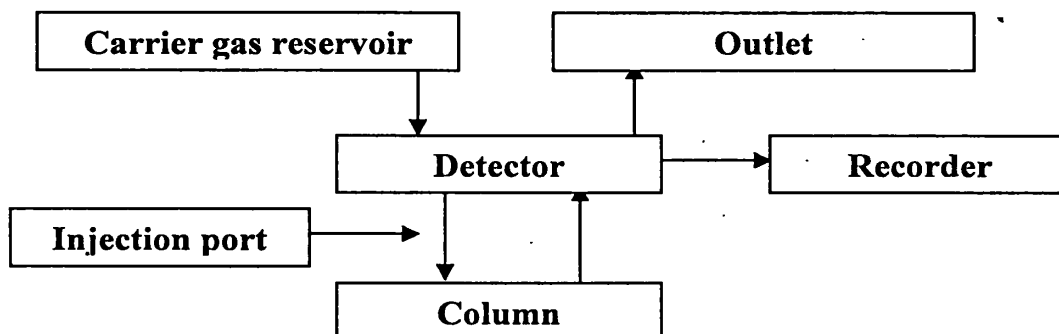 Carrier gas reservoir
Outlet
Detector
Recorder
Injection port
Column